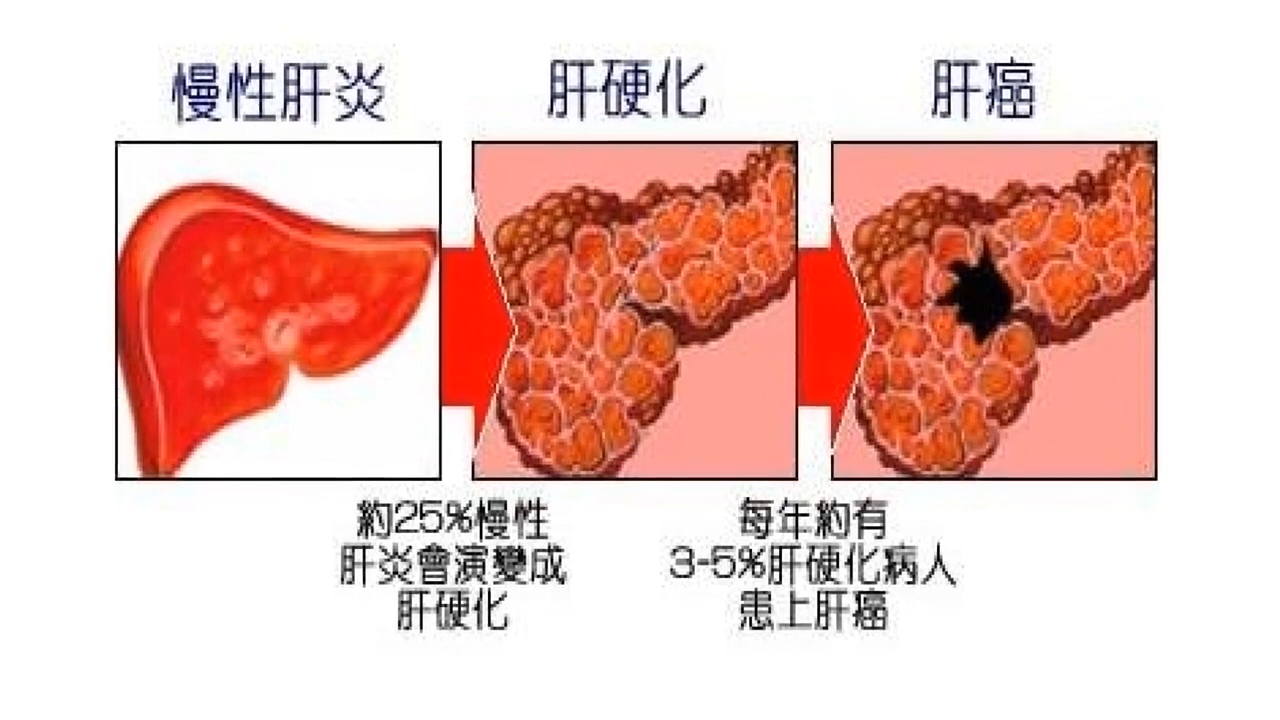 慢性肝炎
肝硬化
肝癌
約25%慢性
肝炎會演變成
肝硬化
每年約有
3-5%肝硬化病人
患上肝癌